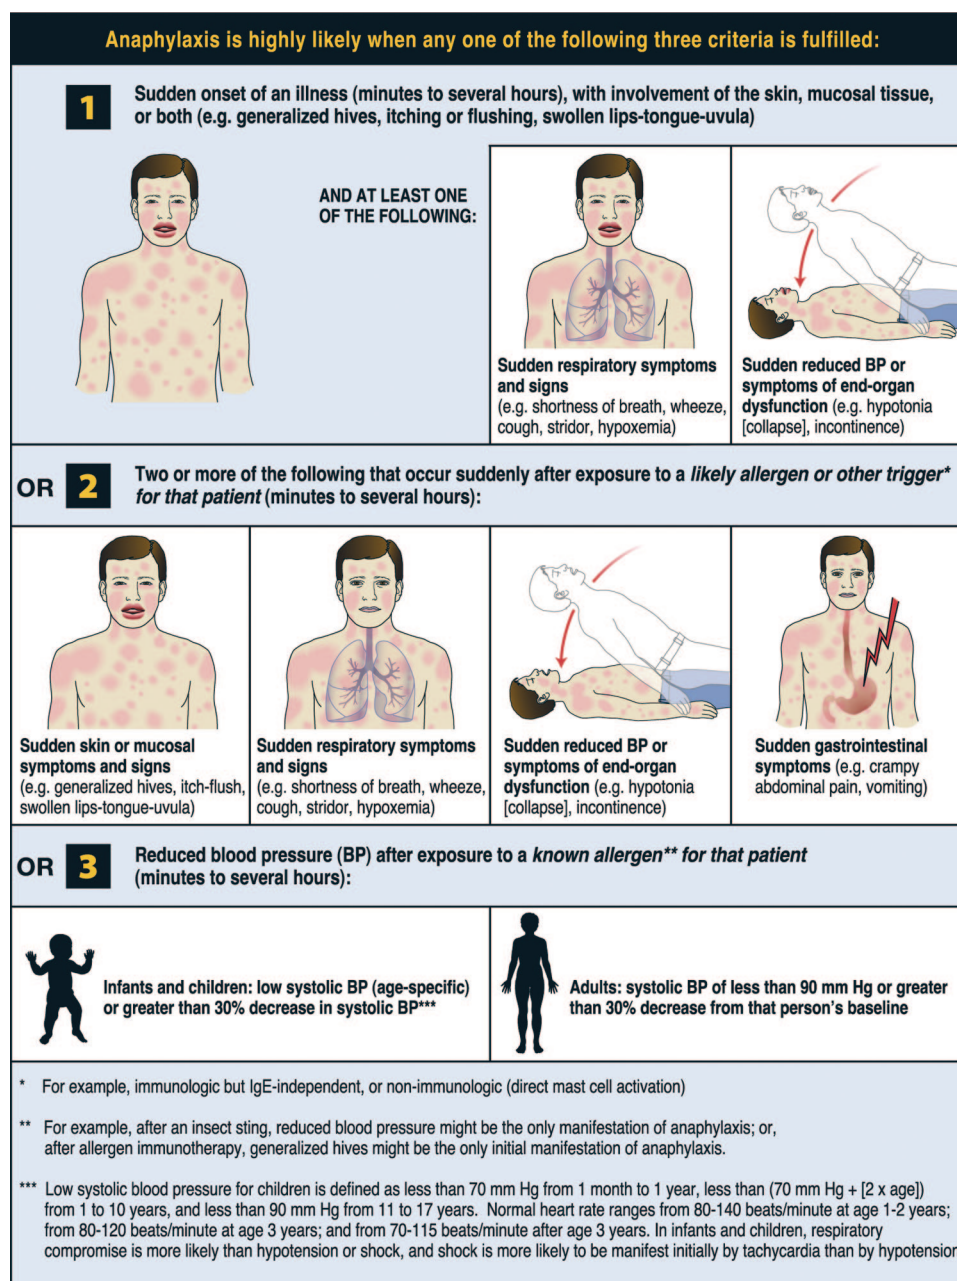 Anaphylaxis is highly likely when any one of the following three criteria is fulfilled:
1
Sudden onset of an illness (minutes to several hours), with involvement of the skin, mucosal tissue,
or both (e.g. generalized hives, itching or flushing, swollen lips-tongue-uvula)
AND AT LEAST ONE
OF THE FOLLOWING:
Sudden respiratory symptoms
and signs
(e.g. shortness of breath, wheeze,
cough, stridor, hypoxemia)
Sudden reduced BP or
symptoms of end-organ
dysfunction (e.g. hypotonia
[collapse], incontinence)
OR 2
Two or more of the following that occur suddenly after exposure to a likely allergen or other trigger*
for that patient (minutes to several hours):
Sudden skin or mucosal
symptoms and signs
(e.g. generalized hives, itch-flush,
swollen lips-tongue-uvula)
Sudden respiratory symptoms
and signs
(e.g. shortness of breath, wheeze,
cough, stridor, hypoxemia)
Sudden reduced BP or
symptoms of end-organ
dysfunction (e.g. hypotonia
[collapse], incontinence)
Sudden gastrointestinal
symptoms (e.g. crampy
abdominal pain, vomiting)
OR 3
Reduced blood pressure (BP) after exposure to a known allergen** for that patient
(minutes to several hours):
Infants and children: low systolic BP (age-specific)
or greater than 30% decrease in systolic BP***
Adults: systolic BP of less than 90 mm Hg or greater
than 30% decrease from that person's baseline
* For example, immunologic but IgE-independent, or non-immunologic (direct mast cell activation)
** For example, after an insect sting, reduced blood pressure might be the only manifestation of anaphylaxis; or,
after allergen immunotherapy, generalized hives might be the only initial manifestation of anaphylaxis.
*** Low systolic blood pressure for children is defined as less than 70 mm Hg from 1 month to 1 year, less than (70 mm Hg + [2 x age])
from 1 to 10 years, and less than 90 mm Hg from 11 to 17 years. Normal heart rate ranges from 80-140 beats/minute at age 1-2 years;
from 80-120 beats/minute at age 3 years; and from 70-115 beats/minute after age 3 years. In infants and children, respiratory
compromise is more likely than hypotension or shock, and shock is more likely to be manifest initially by tachycardia than by hypotension